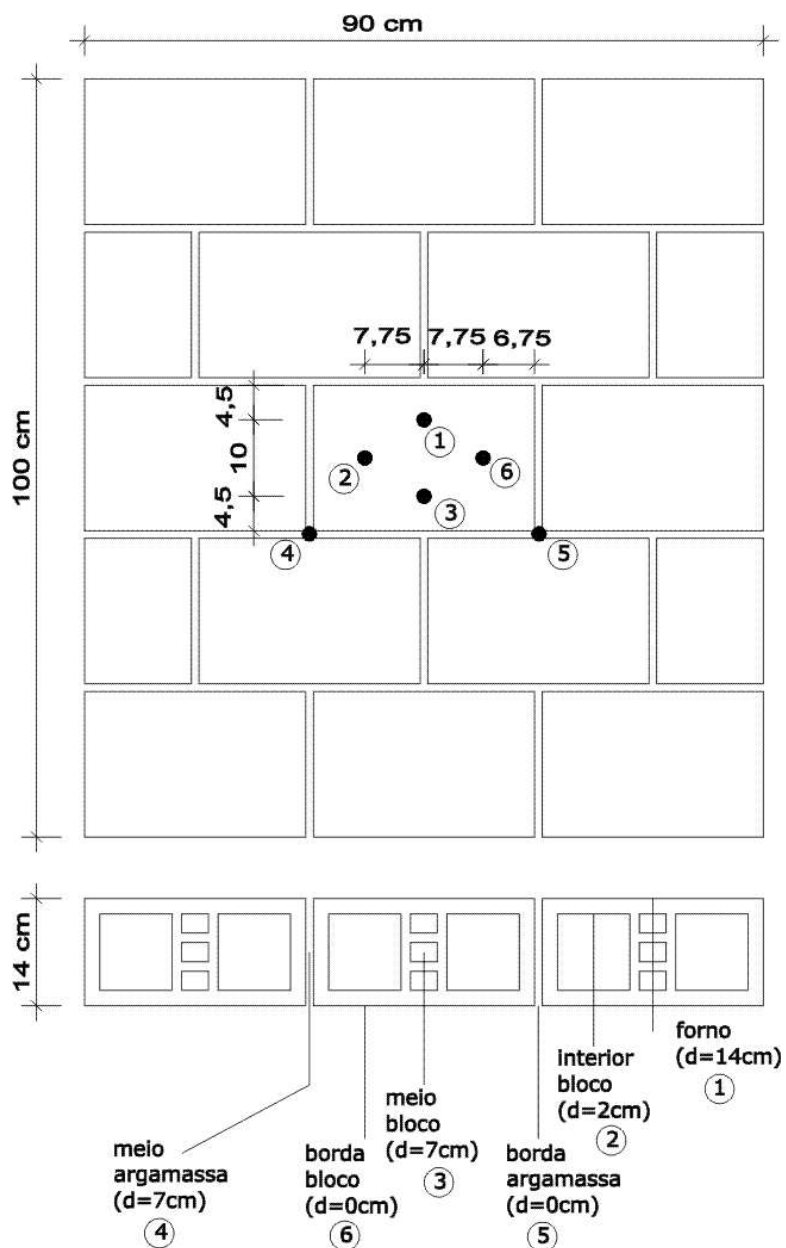 90 cm
100 cm
7,75
7,75
6,75
4,5
10
4,5
1
2
6
3
4
5
14 cm
forno
(d=14cm)
1
interior
bloco
(d=2cm)
2
meio
bloco
(d=7cm)
3
meio
argamassa
(d=7cm)
4
borda
bloco
(d=0cm)
6
borda
argamassa
(d=0cm)
5